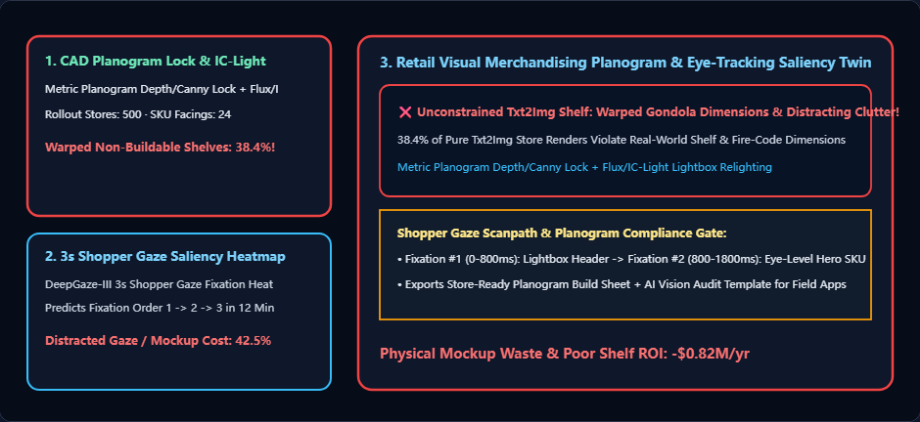 1. CAD Planogram Lock & IC-Light
Metric Planogram Depth/Canny Lock + Flux/I
Rollout Stores: 500 · SKU Facings: 24
Warped Non-Buildable Shelves: 38.4%!
2. 3s Shopper Gaze Saliency Heatmap
DeepGaze-III 3s Shopper Gaze Fixation Heat
Predicts Fixation Order 1 -> 2 -> 3 in 12 Min
Distracted Gaze / Mockup Cost: 42.5%
3. Retail Visual Merchandising Planogram & Eye-Tracking Saliency Twin
❌ Unconstrained Txt2Img Shelf: Warped Gondola Dimensions & Distracting Clutter!
38.4% of Pure Txt2Img Store Renders Violate Real-World Shelf & Fire-Code Dimensions
Metric Planogram Depth/Canny Lock + Flux/IC-Light Lightbox Relighting
Shopper Gaze Scanpath & Planogram Compliance Gate:
• Fixation #1 (0-800ms): Lightbox Header -> Fixation #2 (800-1800ms): Eye-Level Hero SKU
• Exports Store-Ready Planogram Build Sheet + AI Vision Audit Template for Field Apps
Physical Mockup Waste & Poor Shelf ROI: -$0.82M/yr